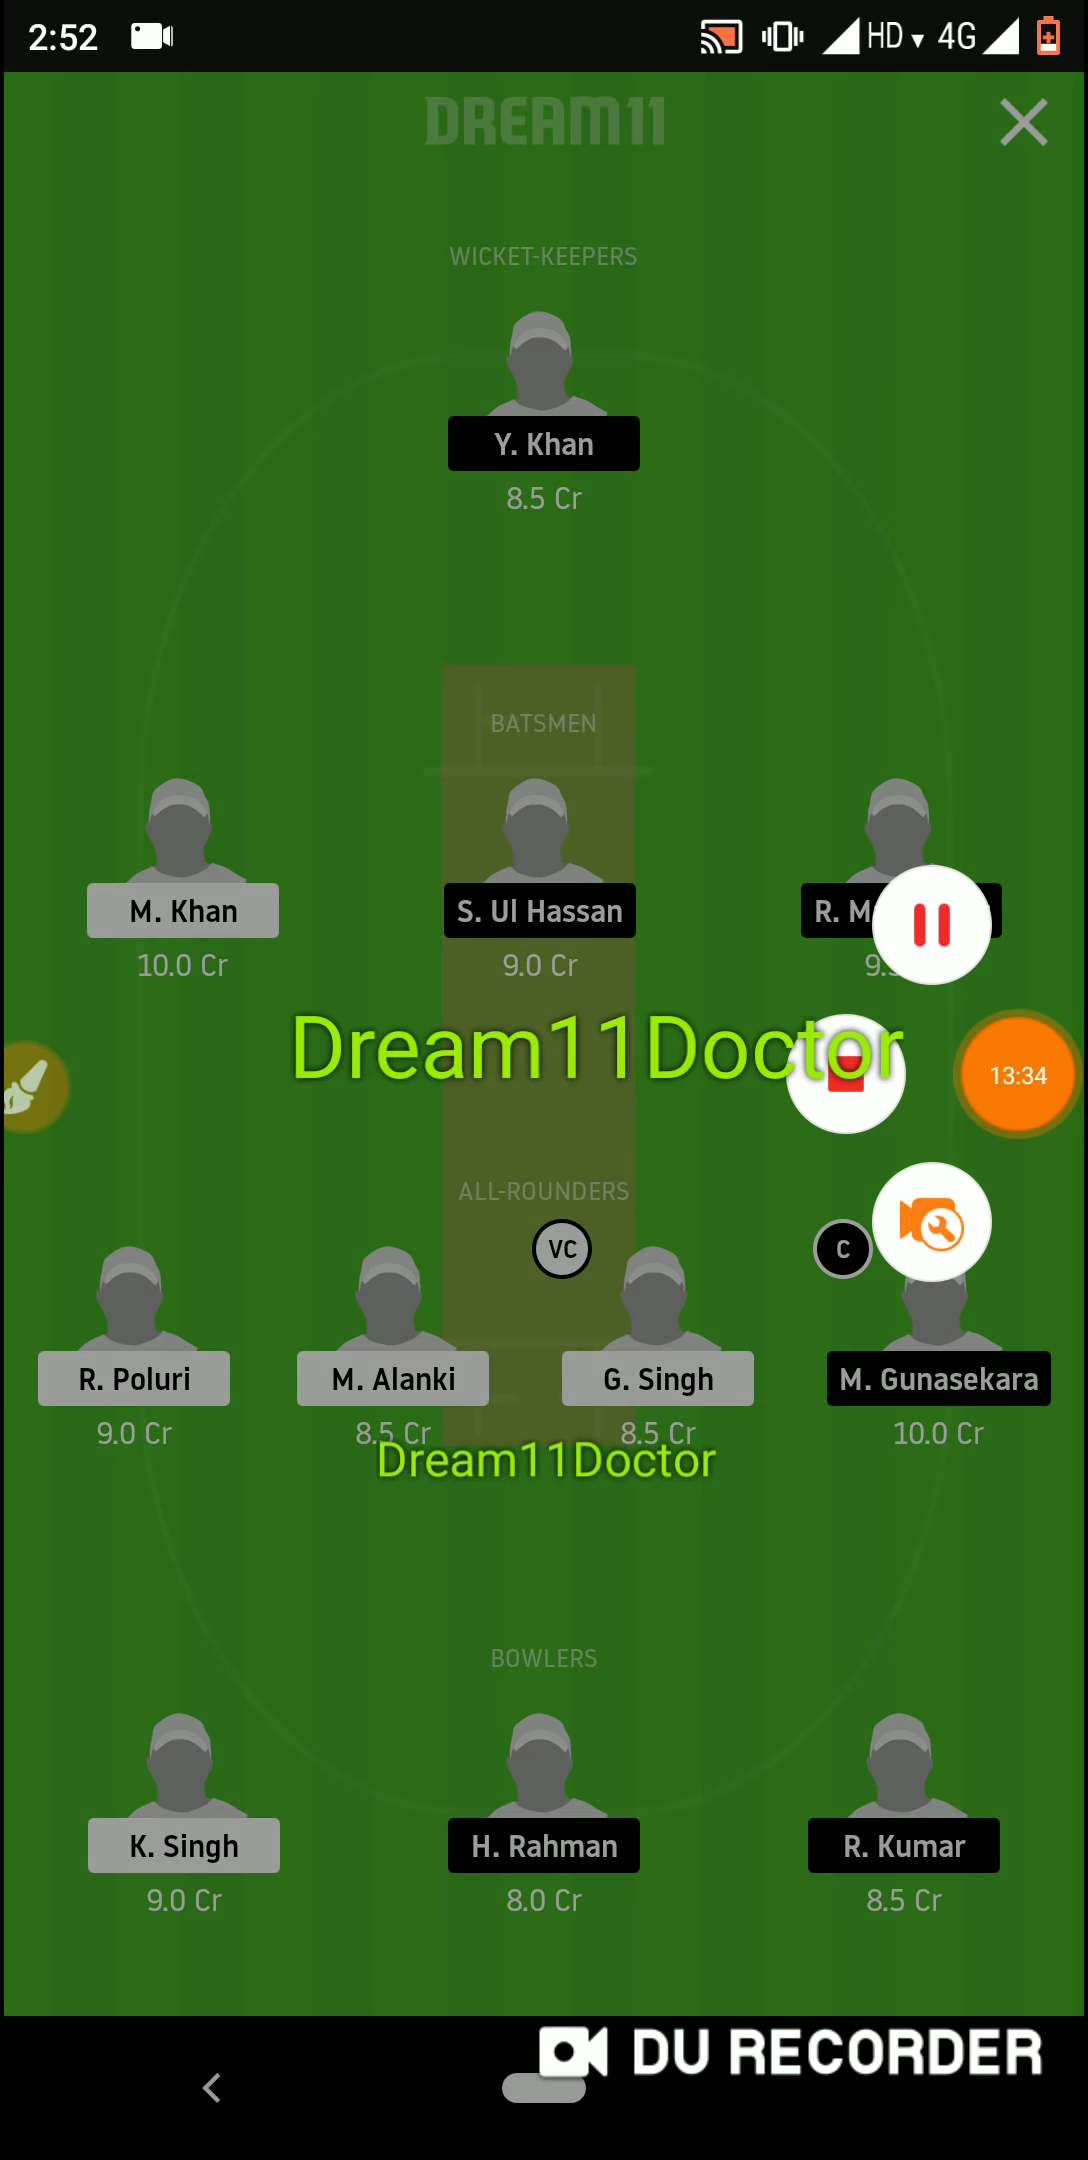 2:52 HD 4G
DREAM11
WICKET-KEEPERS
Y. Khan
8.5 Cr
BATSMEN
M. Khan S. Ul Hassan R.
10.0 Cr 9.0 Cr
Dream11Doctor
13:34
ALL-ROUNDERS
VC C
R. Poluri M. Alanki G. Singh M. Gunasekara
9.0 Cr 8.5 Cr 8.5 Cr 10.0 Cr
Dream11Doctor
BOWLERS
K. Singh H. Rahman R. Kumar
9.0 Cr 8.0 Cr 8.5 Cr
DU RECORDER